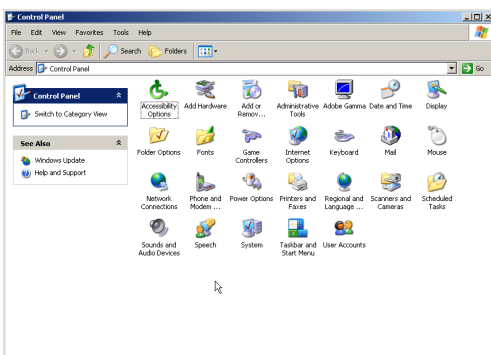 Control Panel
File Edit View Favorites Tools Help
Back Search Folders
Address Control Panel Go
Control Panel
Switch to Category View
See Also
Windows Update
Help and Support
Accessibility Options
Add Hardware
Add or Remov...
Administrative Tools
Adobe Gamma
Date and Time
Display
Folder Options
Fonts
Game Controllers
Internet Options
Keyboard
Mail
Mouse
Network Connections
Phone and Modem ...
Power Options
Printers and Faxes
Regional and Language ...
Scanners and Cameras
Scheduled Tasks
Sounds and Audio Devices
Speech
System
Taskbar and Start Menu
User Accounts